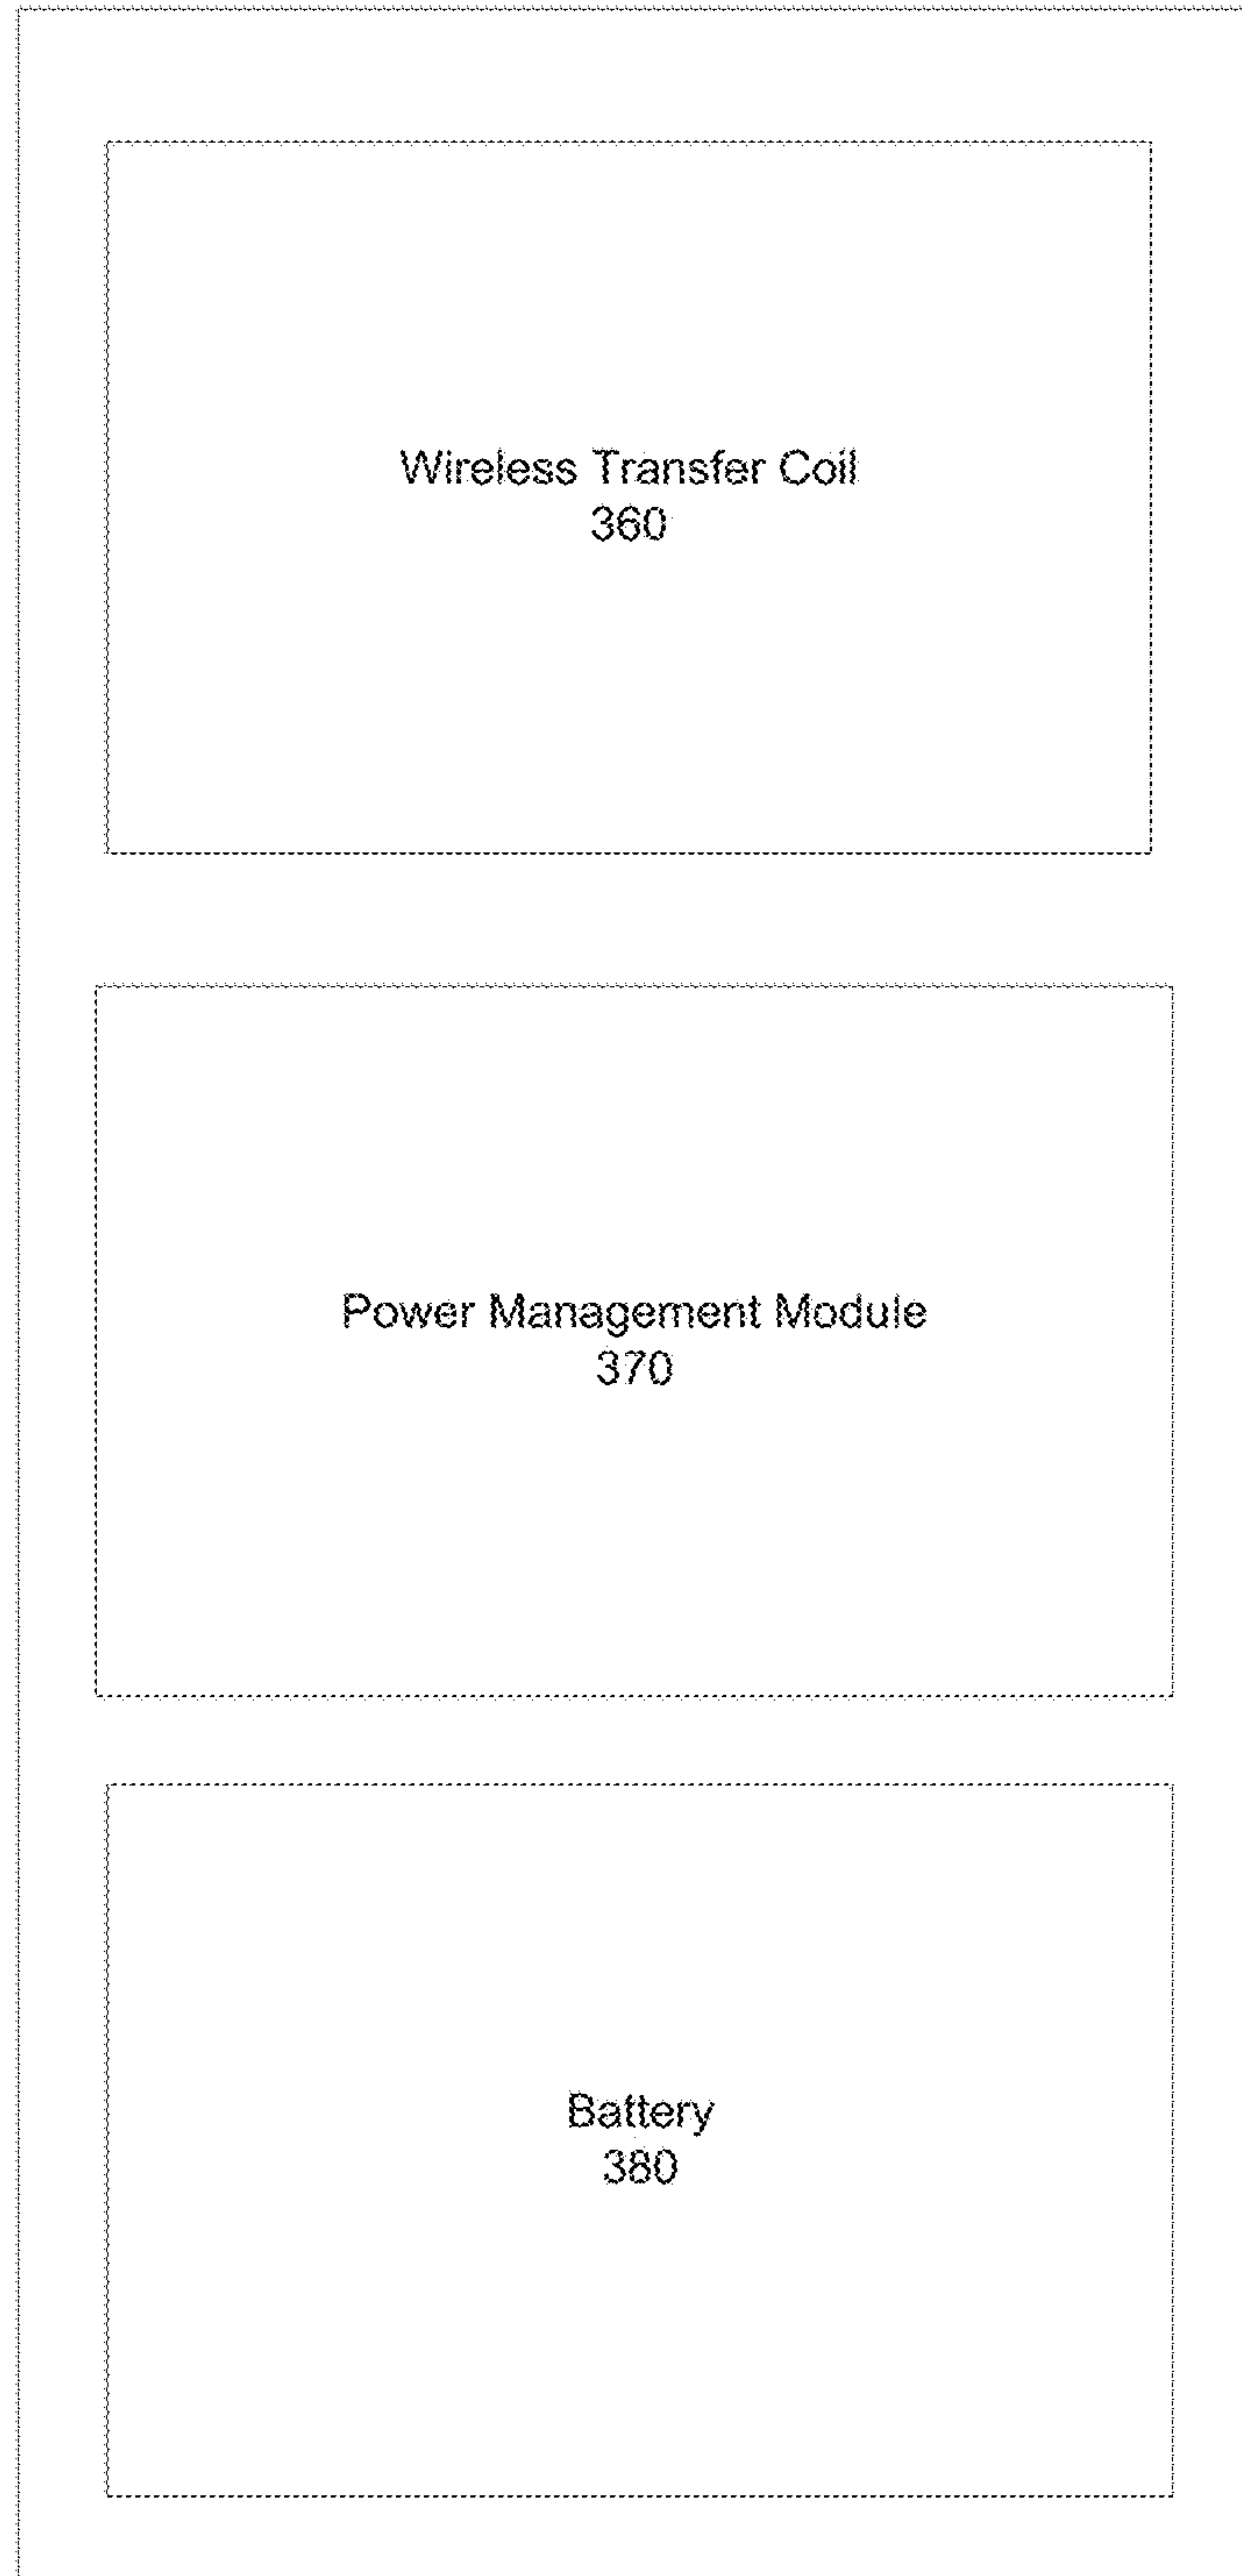 Wireless Transfer Coil
360
Power Management Module
370
Battery
380